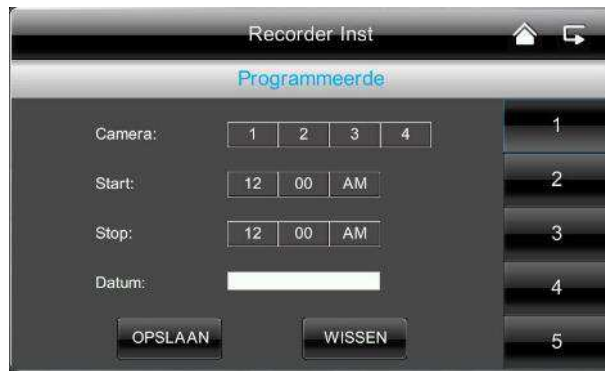 Recorder Inst
Programmeerde
Camera: 1 2 3 4
Start: 12 00 AM
Stop: 12 00 AM
Datum:
OPSLAAN WISSEN
1
2
3
4
5